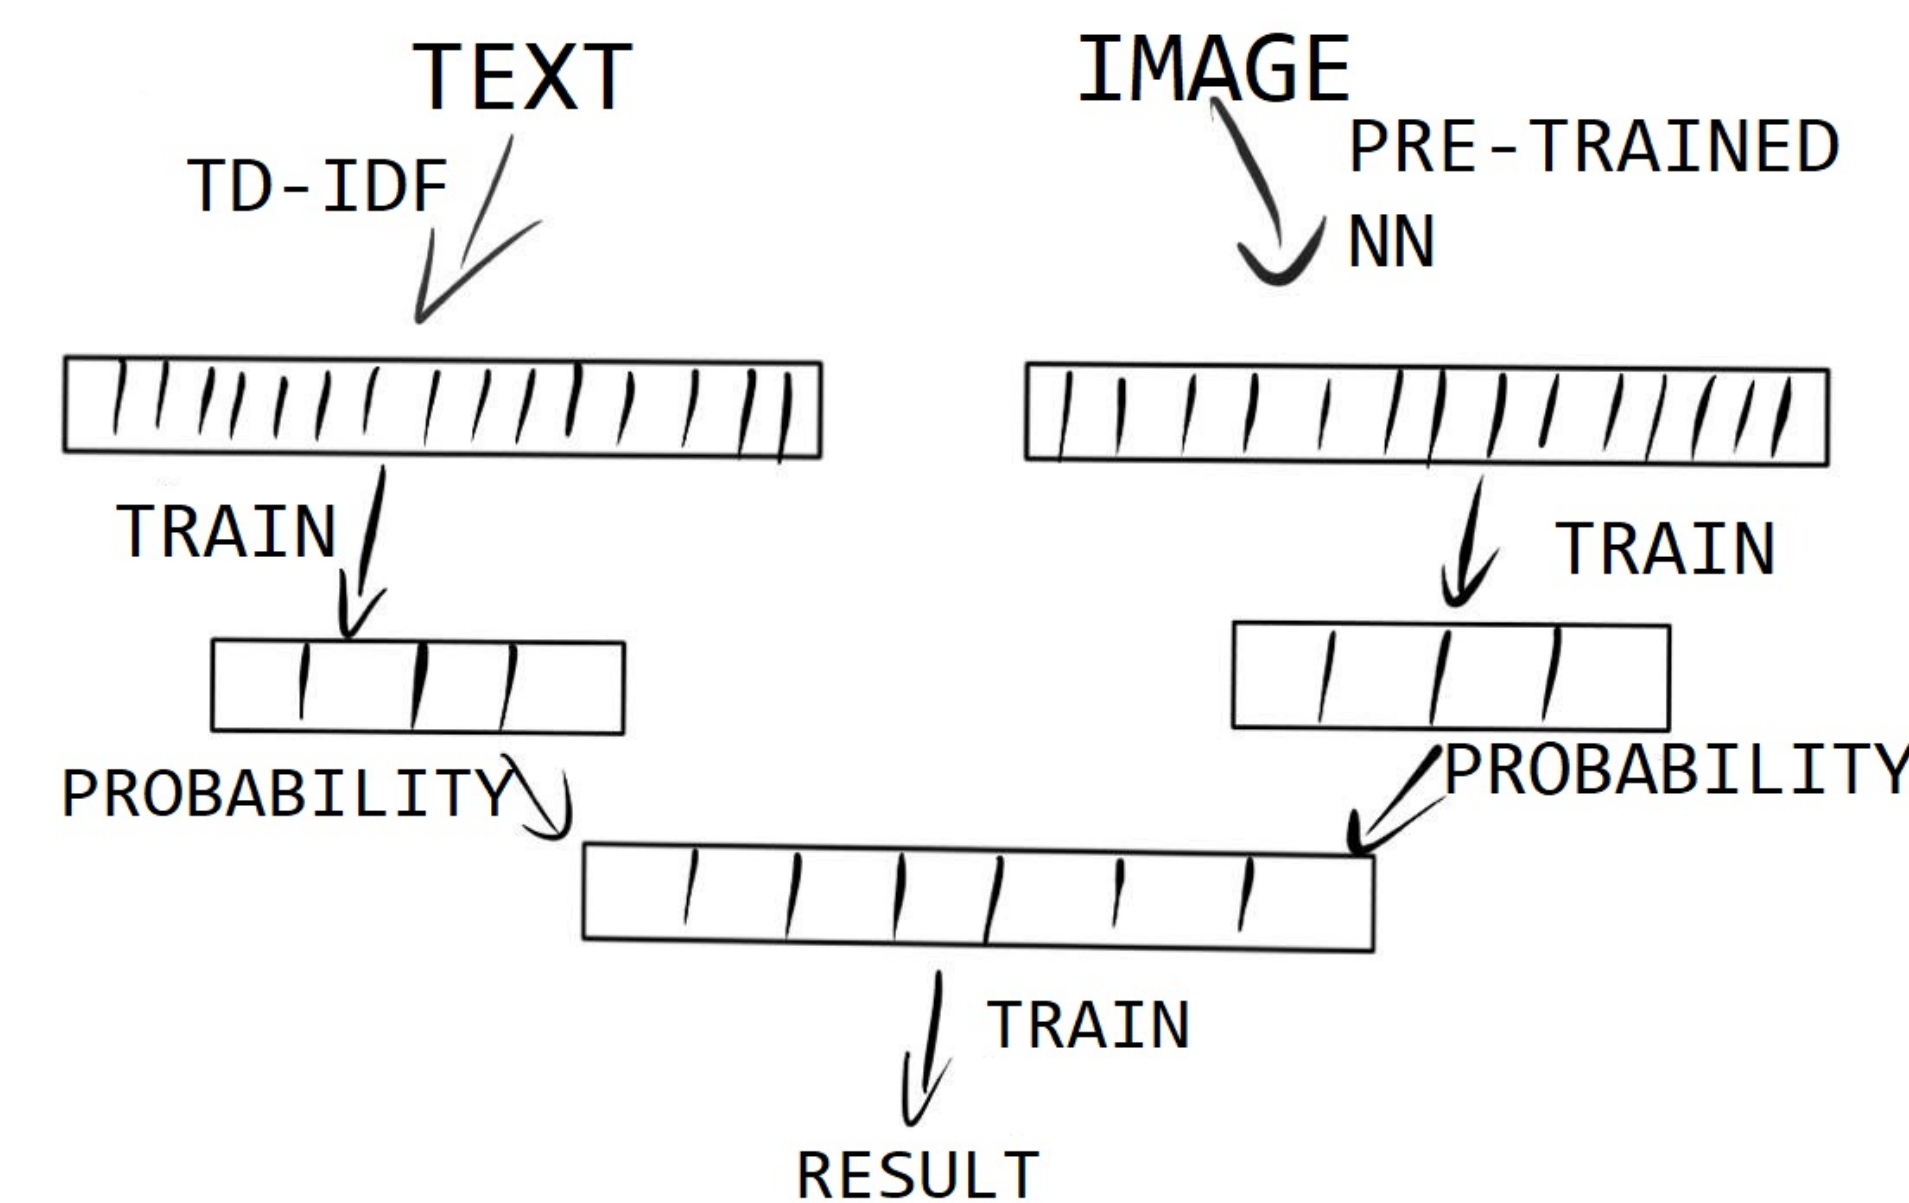 TEXT
IMAGE
TD-IDF
PRE-TRAINED
NN
TRAIN
TRAIN
PROBABILITY
PROBABILITY
TRAIN
RESULT